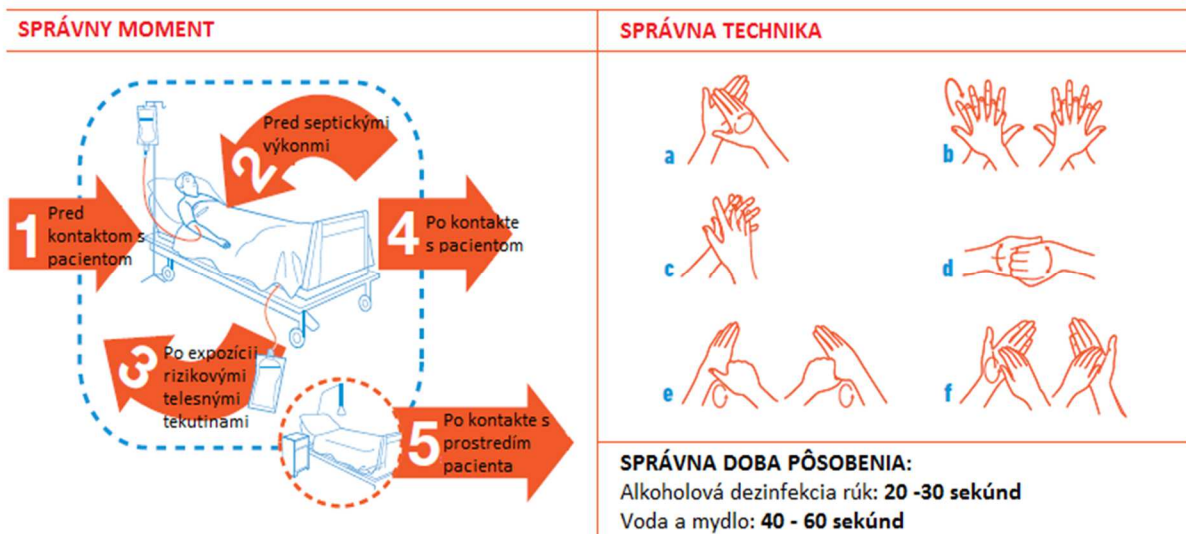 SPRÁVNY MOMENT
1
Pred
kontaktom s
pacientom
2
Pred septickými
výkonmi
3
Po expozícii
rizikovými
telesnými
tekutinami
4
Po kontakte
s pacientom
5
Po kontakte s
prostredím
pacienta
SPRÁVNA TECHNIKA
a
b
c
d
e
f
SPRÁVNA DOBA PÔSOBENIA:
Alkoholová dezinfekcia rúk: 20 -30 sekúnd
Voda a mydlo: 40 - 60 sekúnd